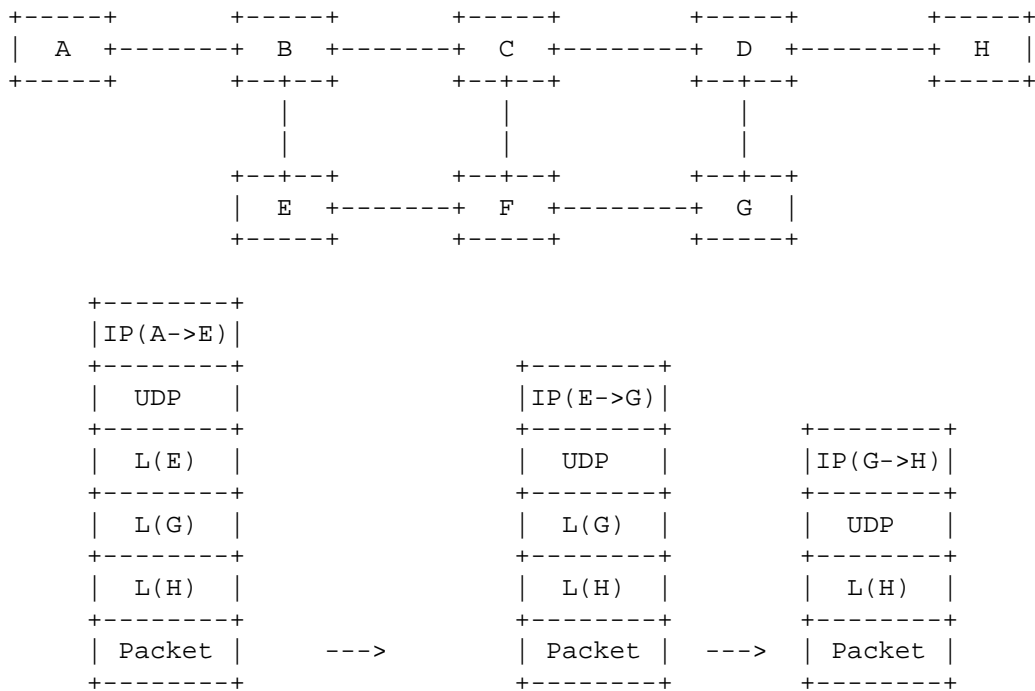 A B C D H
E F G
IP(A->E)
UDP IP(E->G)
L(E) UDP IP(G->H)
L(G) L(G) UDP
L(H) L(H) L(H)
Packet ---> Packet ---> Packet